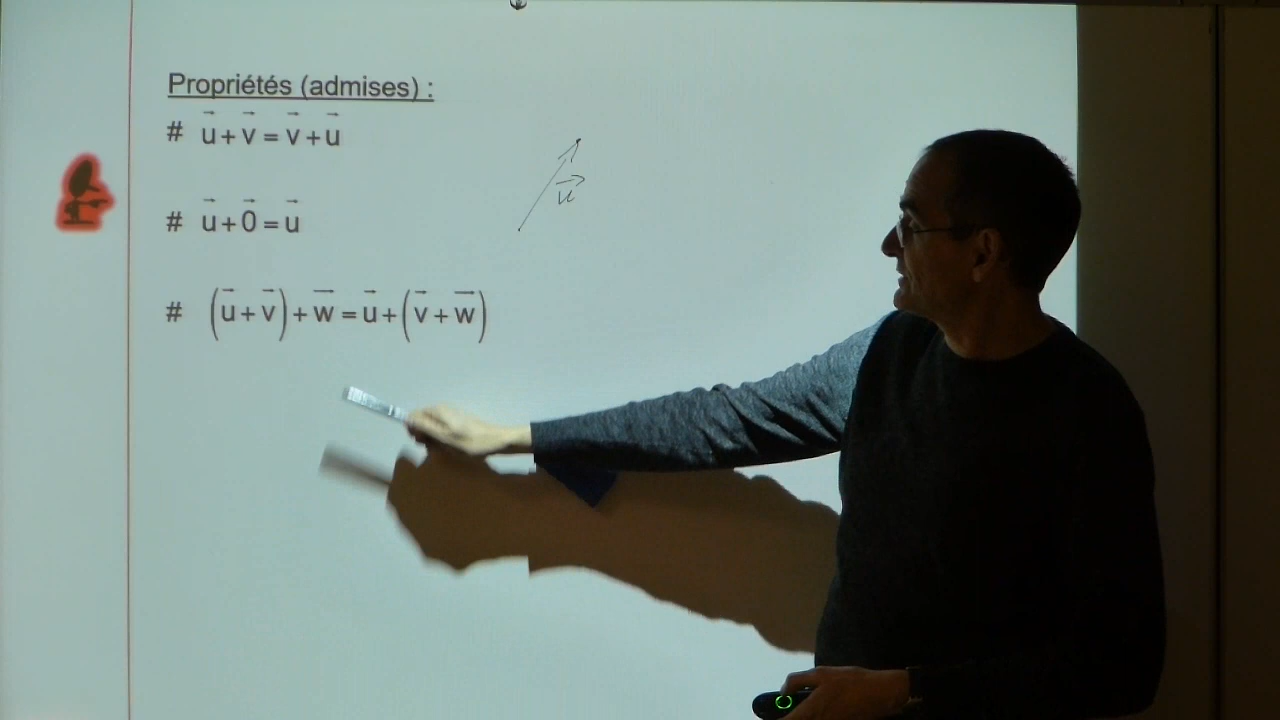 Propriétés (admises) :
# u⃗ + v⃗ = v⃗ + u⃗
u⃗
# u⃗ + 0⃗ = u⃗
# (u⃗ + v⃗) + w⃗ = u⃗ + (v⃗ + w⃗)